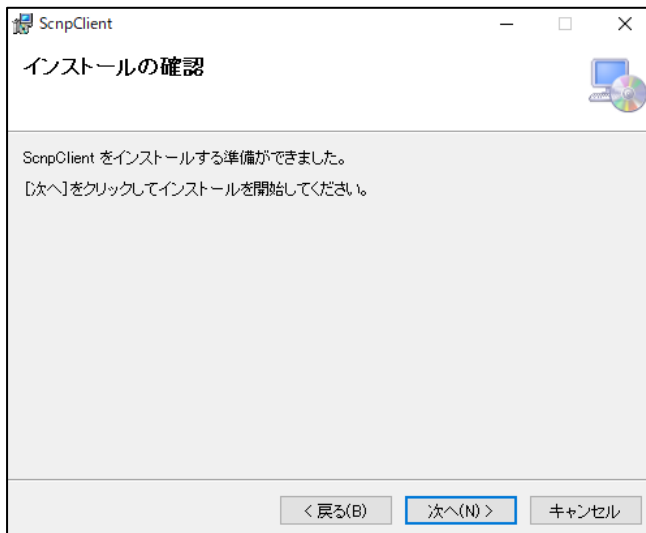 ScnpClient
インストールの確認
ScnpClient をインストールする準備ができました。
[次へ]をクリックしてインストールを開始してください。
< 戻る(B)
次へ(N) >
キャンセル